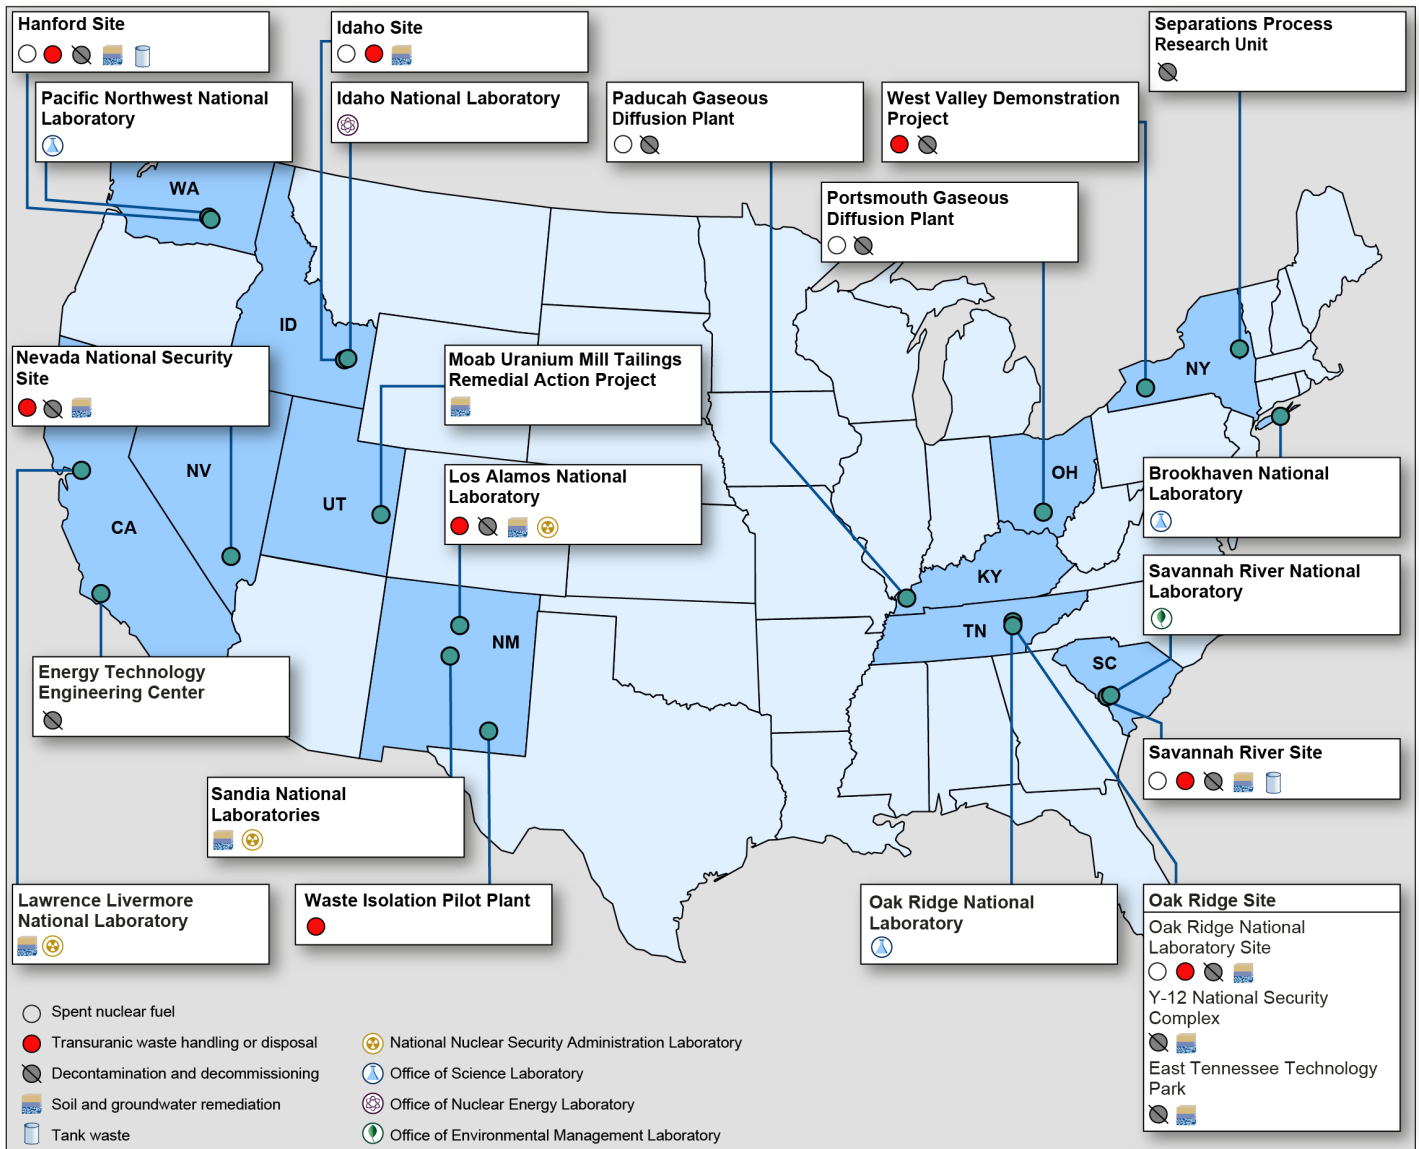 Hanford Site
Pacific Northwest National
Laboratory
Idaho Site
Idaho National Laboratory
Paducah Gaseous
Diffusion Plant
West Valley Demonstration
Project
Separations Process
Research Unit
Portsmouth Gaseous
Diffusion Plant
WA
ID
NY
Nevada National Security
Site
Moab Uranium Mill Tailings
Remedial Action Project
NV
UT
CA
OH
Los Alamos National
Laboratory
Brookhaven National
Laboratory
KY
TN
NM
SC
Savannah River National
Laboratory
Energy Technology
Engineering Center
Savannah River Site
Sandia National
Laboratories
Lawrence Livermore
National Laboratory
Waste Isolation Pilot Plant
Oak Ridge National
Laboratory
Oak Ridge Site
Oak Ridge National
Laboratory Site
Y-12 National Security
Complex
East Tennessee Technology
Park
Spent nuclear fuel
Transuranic waste handling or disposal
Decontamination and decommissioning
Soil and groundwater remediation
Tank waste
National Nuclear Security Administration Laboratory
Office of Science Laboratory
Office of Nuclear Energy Laboratory
Office of Environmental Management Laboratory